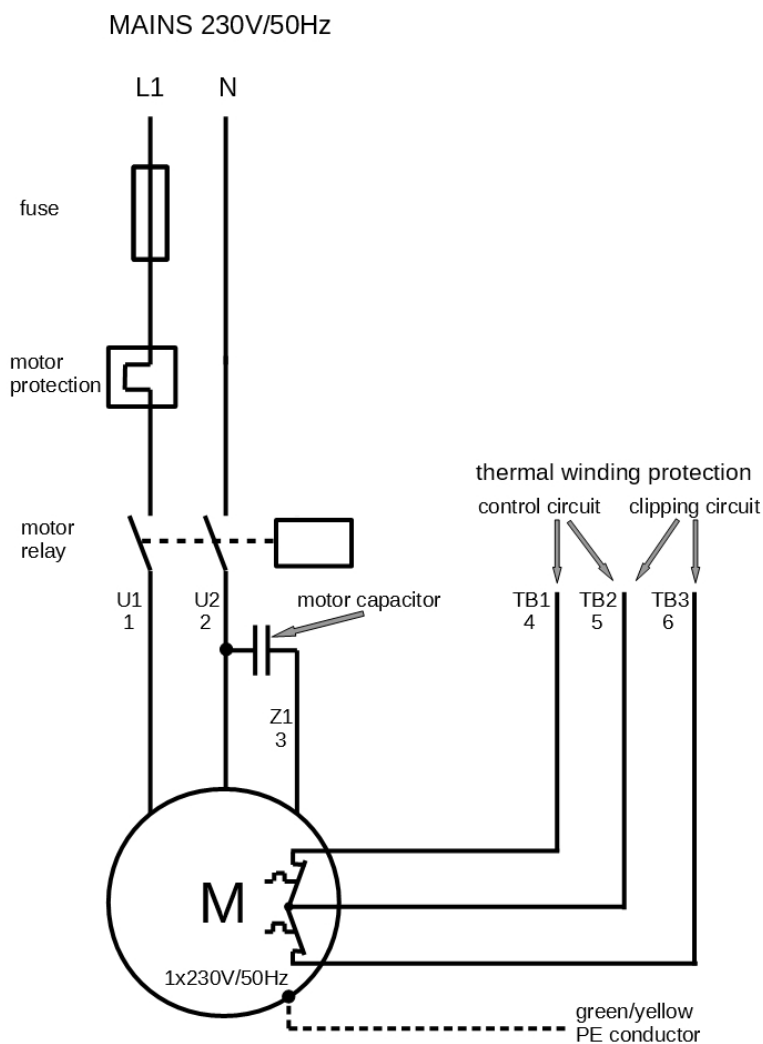 MAINS 230V/50Hz
L1 N
fuse
motor
protection
thermal winding protection
control circuit clipping circuit
motor
relay
U1 U2 motor capacitor TB1 TB2 TB3
1 2 4 5 6
Z1
3
M
1x230V/50Hz
green/yellow
PE conductor